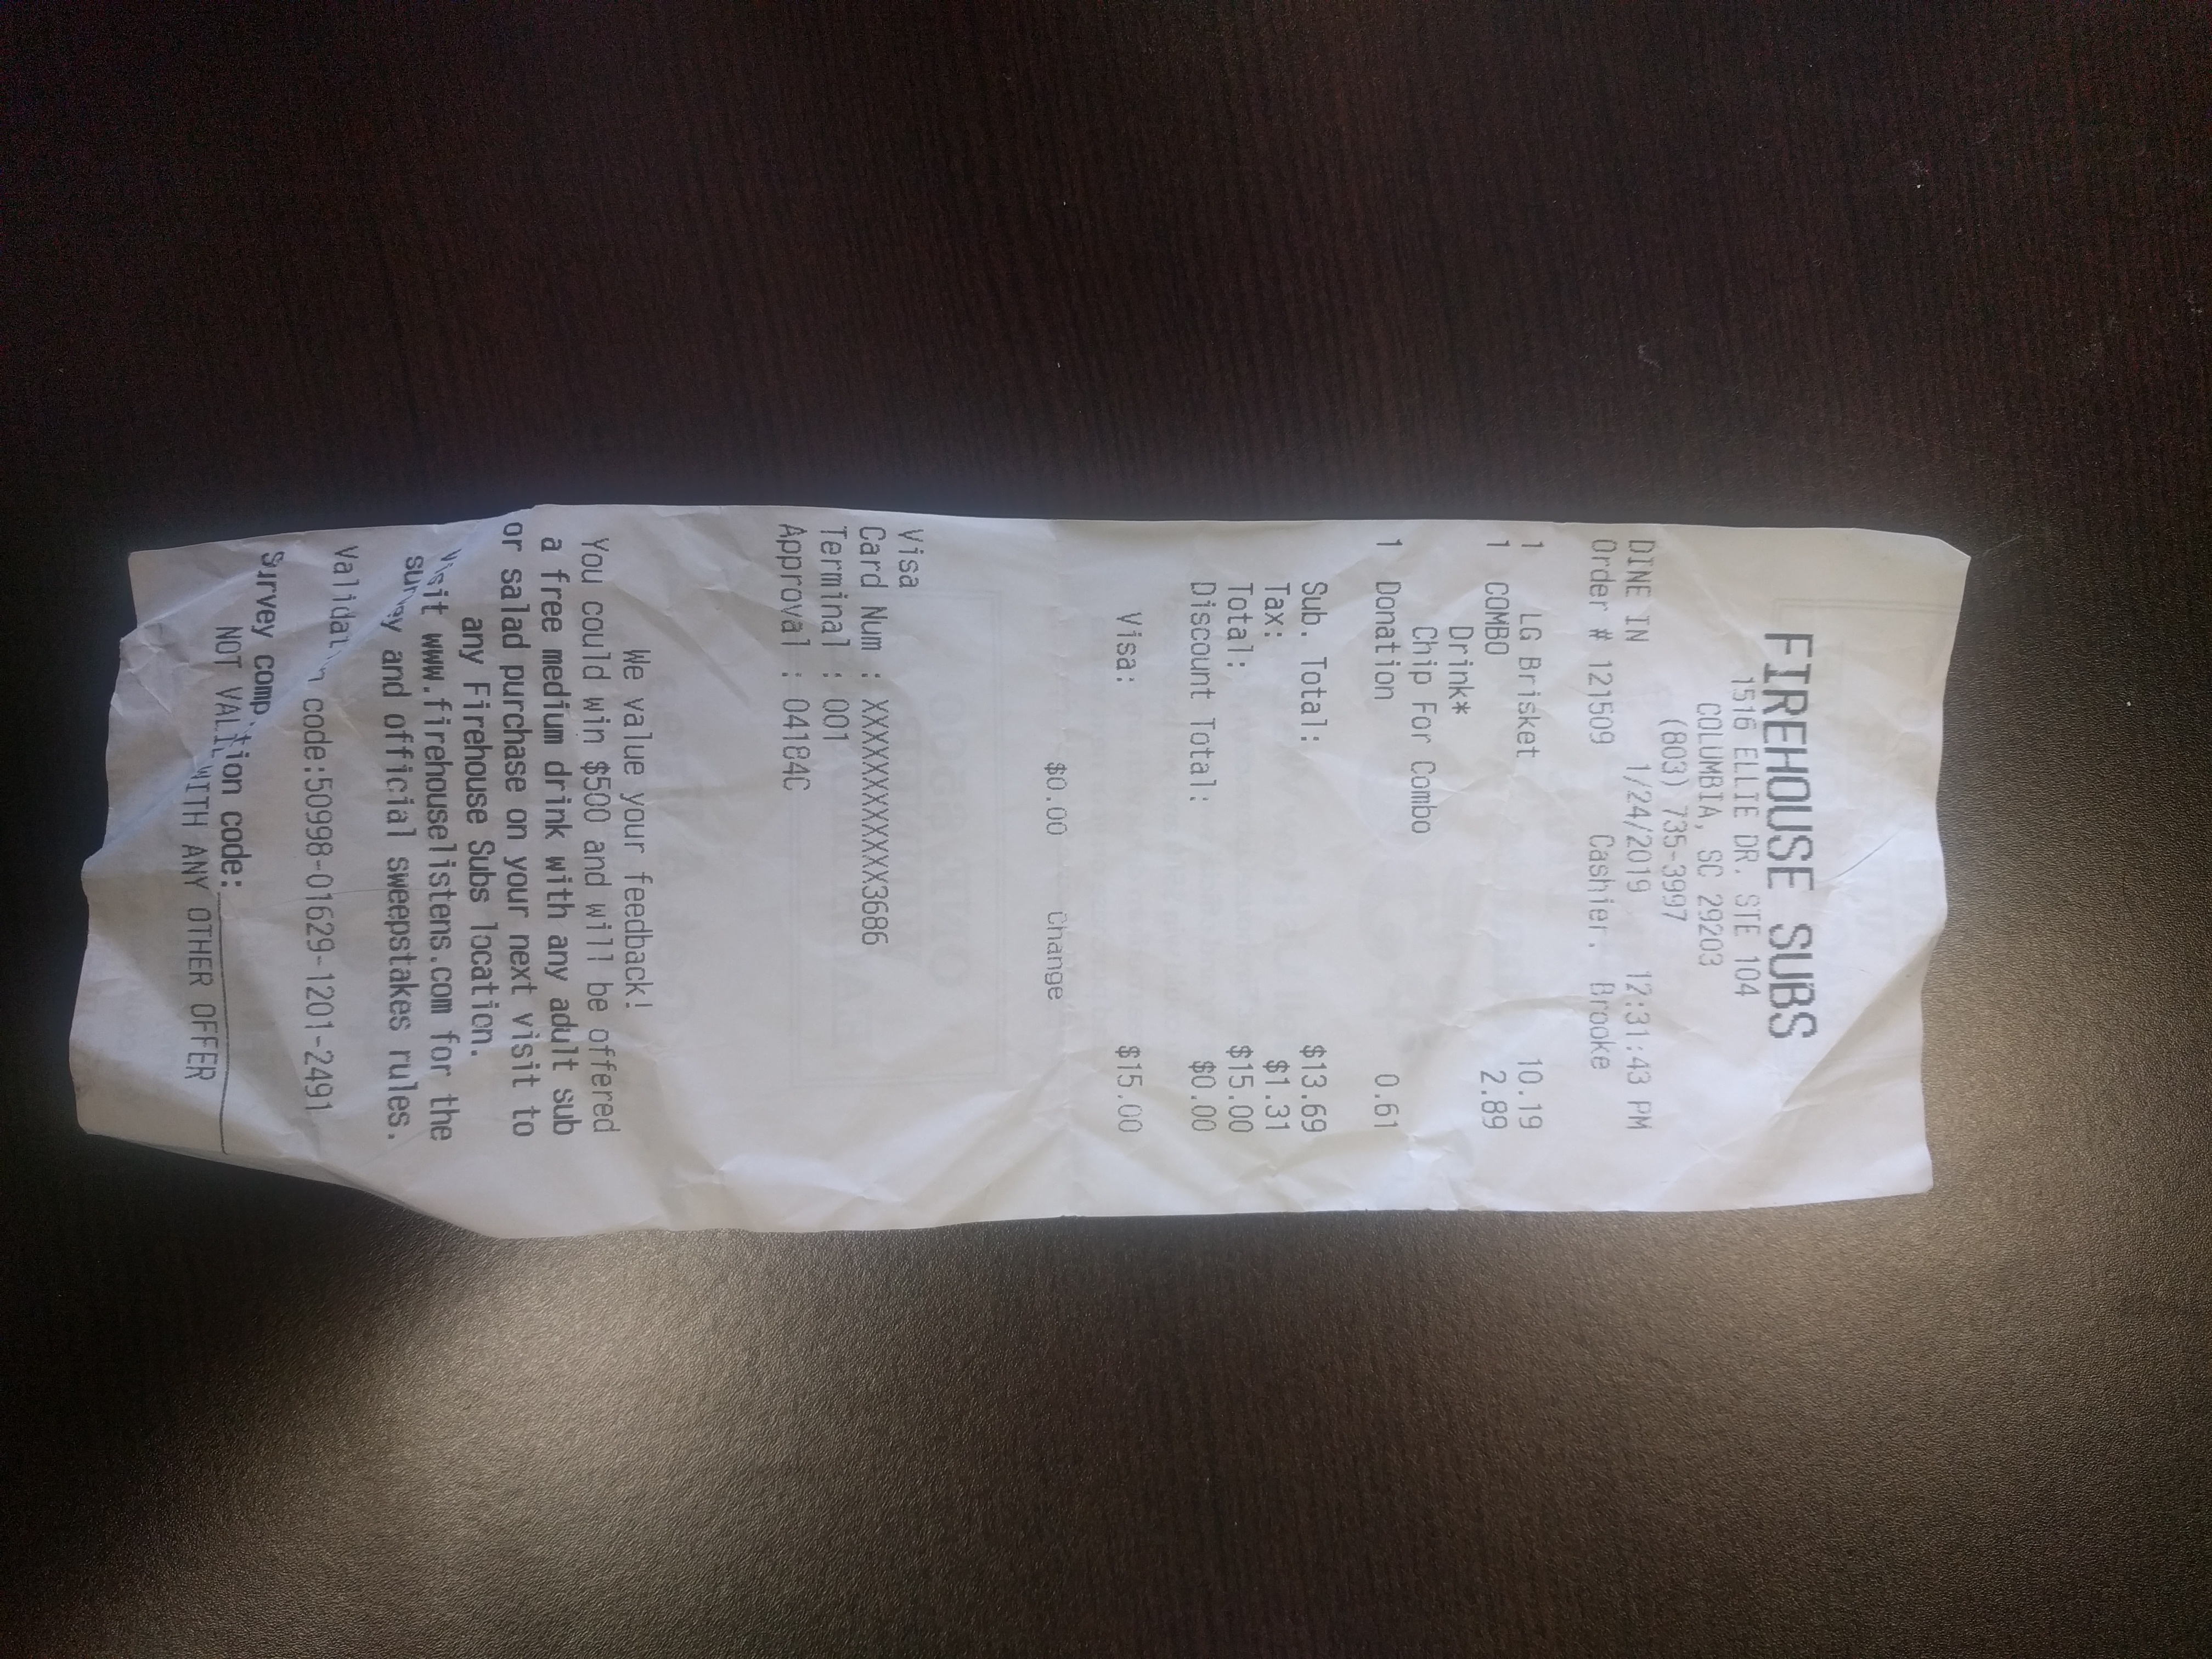 FIREHOUSE SUBS
1516 ELLIE DR. STE 104
COLUMBIA, SC 29203
(803) 735-3997
DINE IN 1/24/2019 12:31:43 PM
Order # 121509 Cashier. Brooke
1 LG Brisket 10.19
1 COMBO 2.89
Drink*
Chip For Combo
1 Donation 0.61
Sub. Total: $13.69
Tax: $1.31
Total: $15.00
Discount Total: $0.00
Visa: $15.00
$0.00 Change
Visa
Card Num : XXXXXXXXXXXX3686
Terminal : 001
Approval : 04184C
We value your feedback!
You could win $500 and will be offered
a free medium drink with any adult sub
or salad purchase on your next visit to
any Firehouse Subs location.
Visit www.firehouselistens.com for the
survey and official sweepstakes rules.
Validation code:50998-01629-1201-2491
Survey completion code:
NOT VALID WITH ANY OTHER OFFER